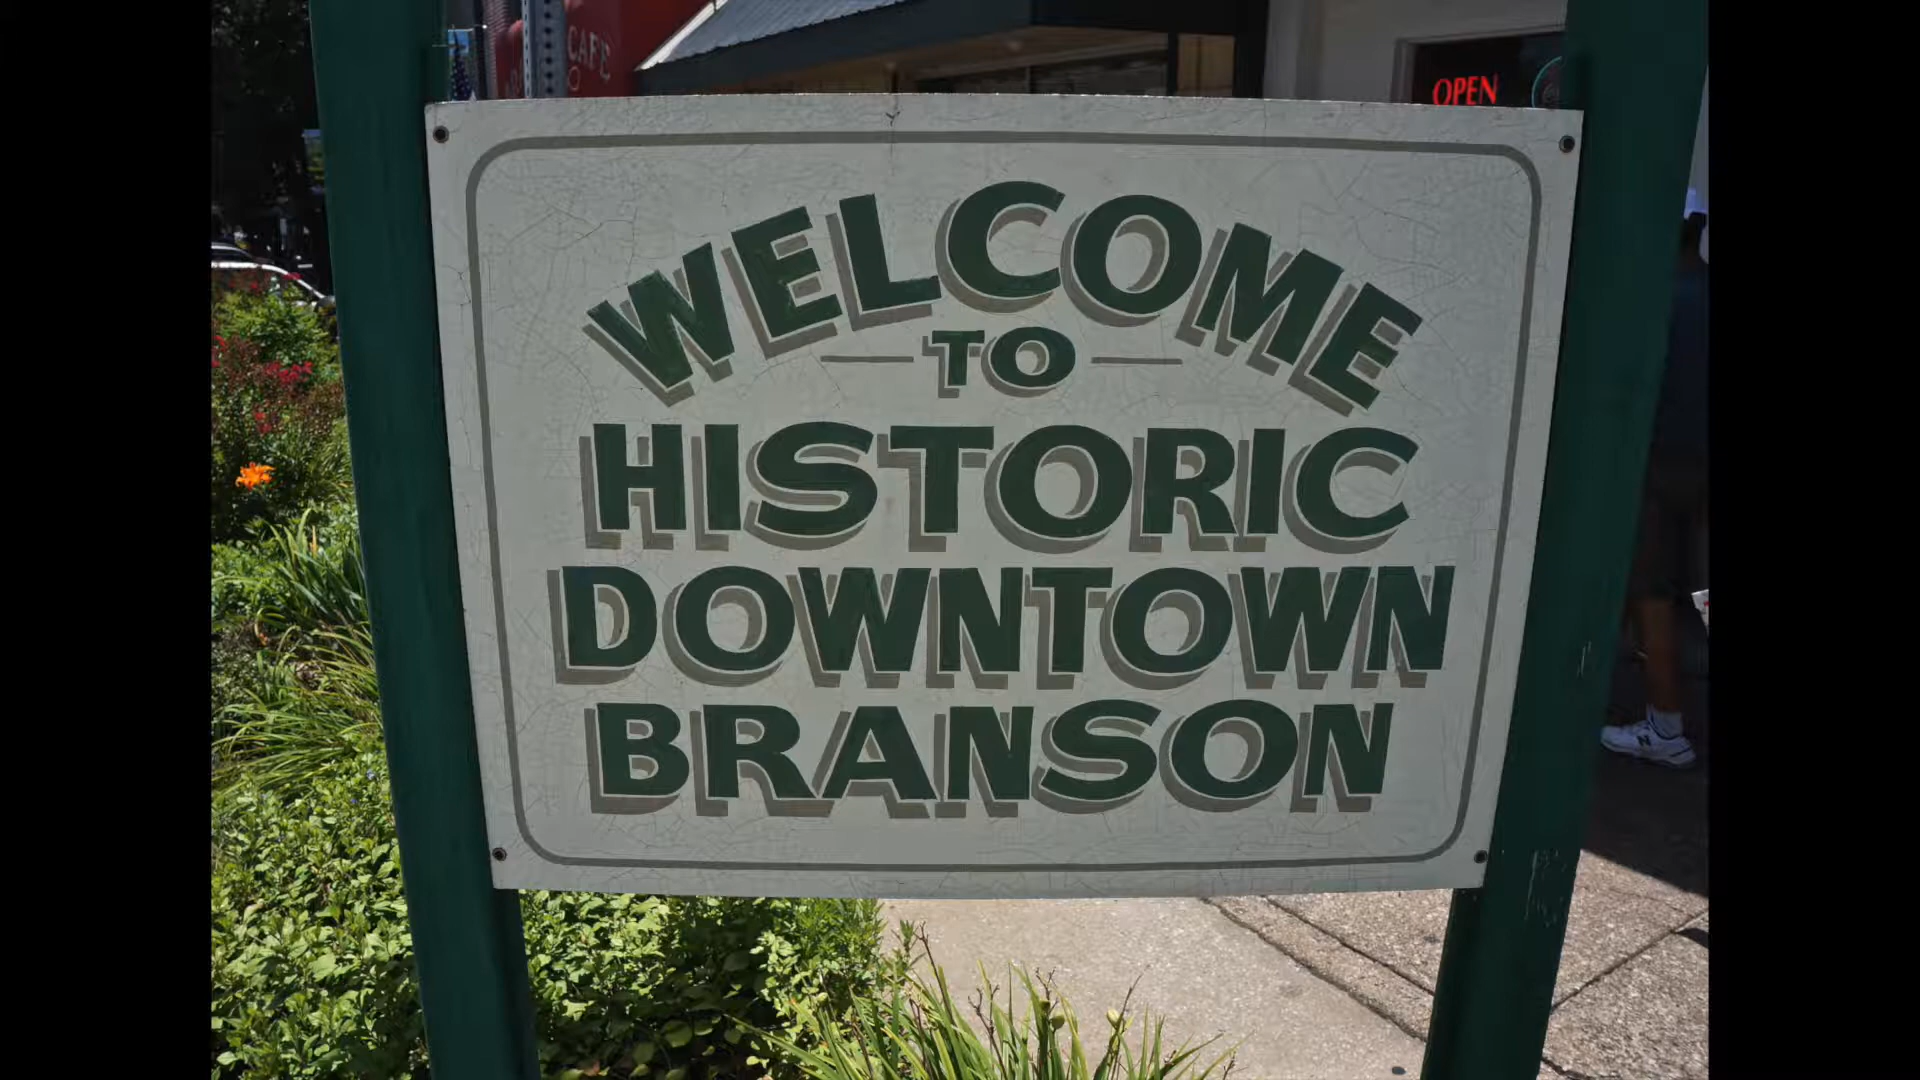 CAFE
OPEN
WELCOME
TO
HISTORIC
DOWNTOWN
BRANSON